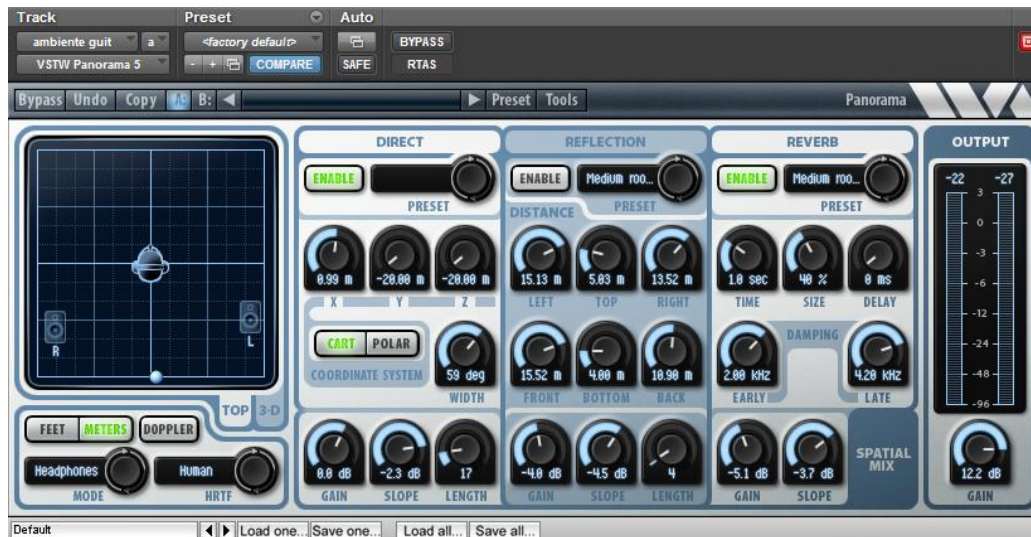 Track Preset Auto
ambiente guit a <factory default> BYPASS
VSTW Panorama 5 - + COMPARE SAFE RTAS
Bypass Undo Copy B: Preset Tools Panorama
DIRECT REFLECTION REVERB OUTPUT
ENABLE ENABLE Medium roo... ENABLE Medium roo... -22 -27
PRESET PRESET PRESET
DISTANCE
0.99 m -20.00 m -20.00 m 15.13 m 5.03 m 13.52 m 1.0 sec 40 % 0 ms
X Y Z LEFT TOP RIGHT TIME SIZE DELAY
3
0
-3
-6
-12
-24
-48
-96
R L
CART POLAR DAMPING
COORDINATE SYSTEM 59 deg 15.52 m 4.00 m 10.90 m 2.00 kHz 4.20 kHz
WIDTH FRONT BOTTOM BACK EARLY LATE
TOP 3-D
FEET METERS DOPPLER
Headphones Human 0.0 dB -2.3 dB 17 -4.0 dB -4.5 dB 4 -5.1 dB -3.7 dB SPATIAL MIX 12.2 dB
MODE HRTF GAIN SLOPE LENGTH GAIN SLOPE LENGTH GAIN SLOPE GAIN
Default Load one... Save one... Load all... Save all...